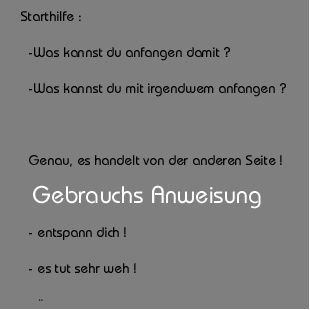 Starthilfe :
-Was kannst du anfangen damit ?
-Was kannst du mit irgendwem anfangen ?
Genau, es handelt von der anderen Seite !
Gebrauchs Anweisung
- entspann dich !
- es tut sehr weh !